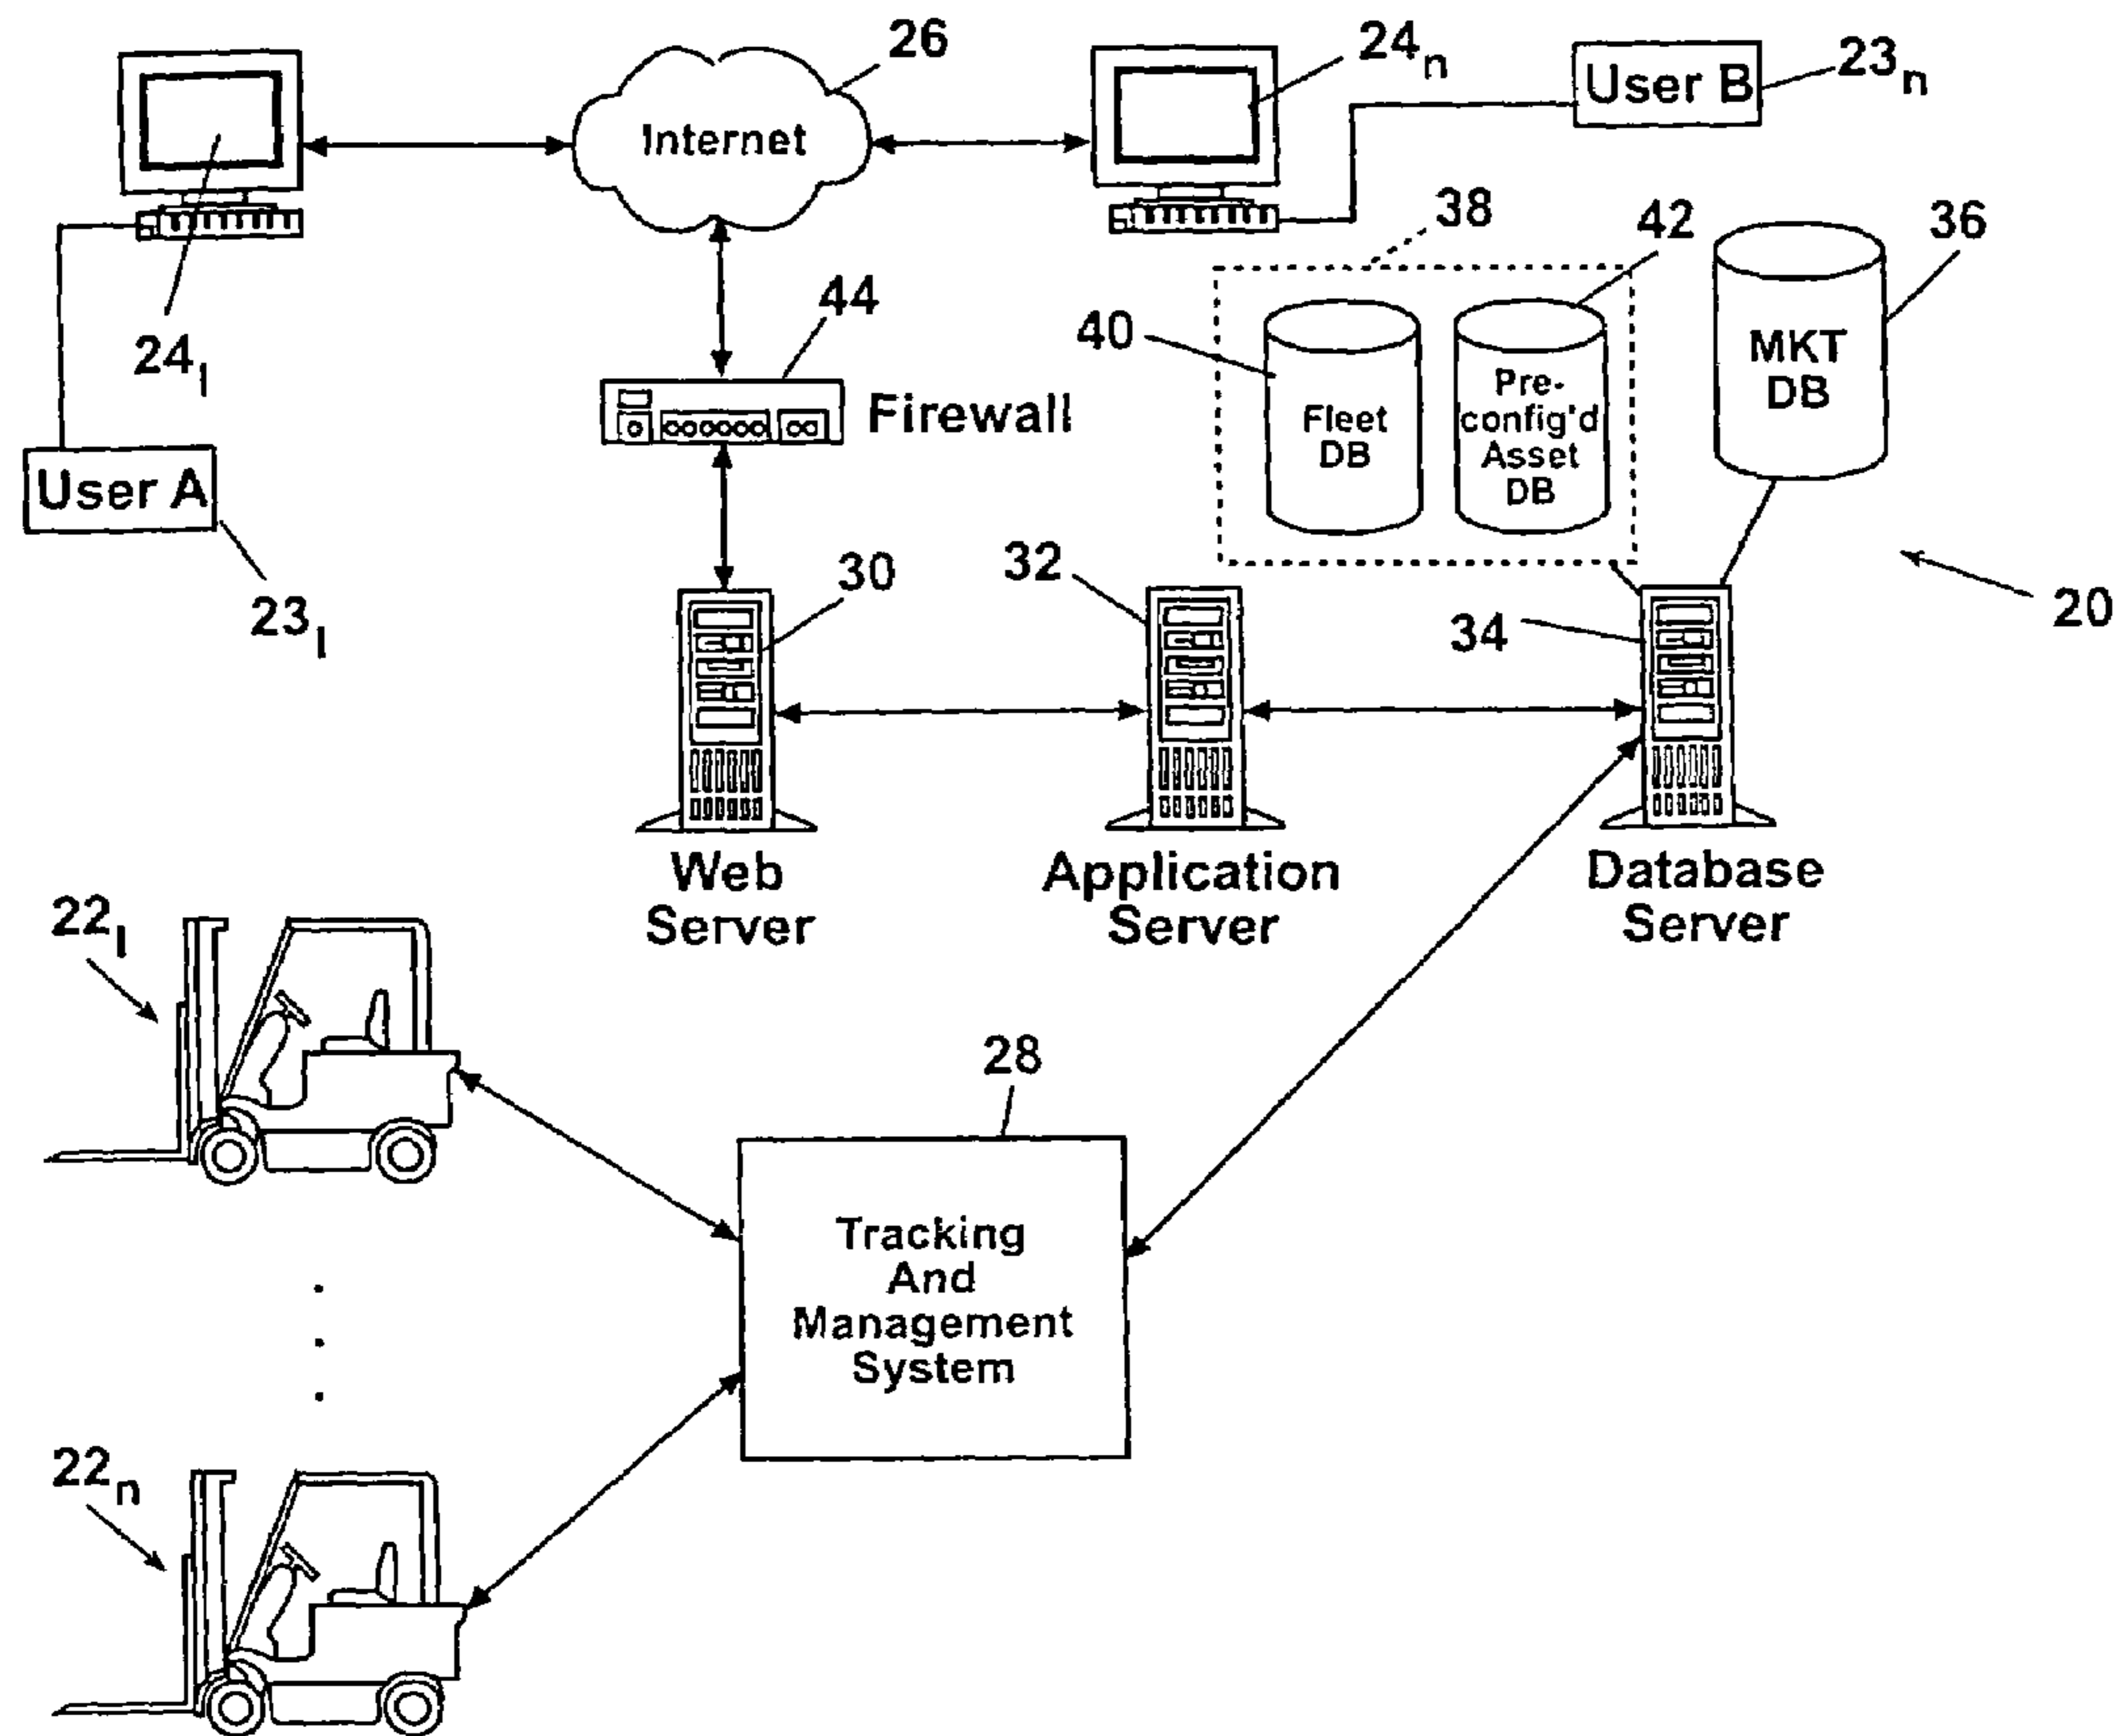 26
24n
User B
23n
Internet
38
42
36
44
40
MKT
DB
24l
Firewall
Fleet
DB
Pre-
config'd
Asset
DB
User A
30
32
34
20
23l
Web
Server
Application
Server
Database
Server
22l
28
Tracking
And
Management
System
22n